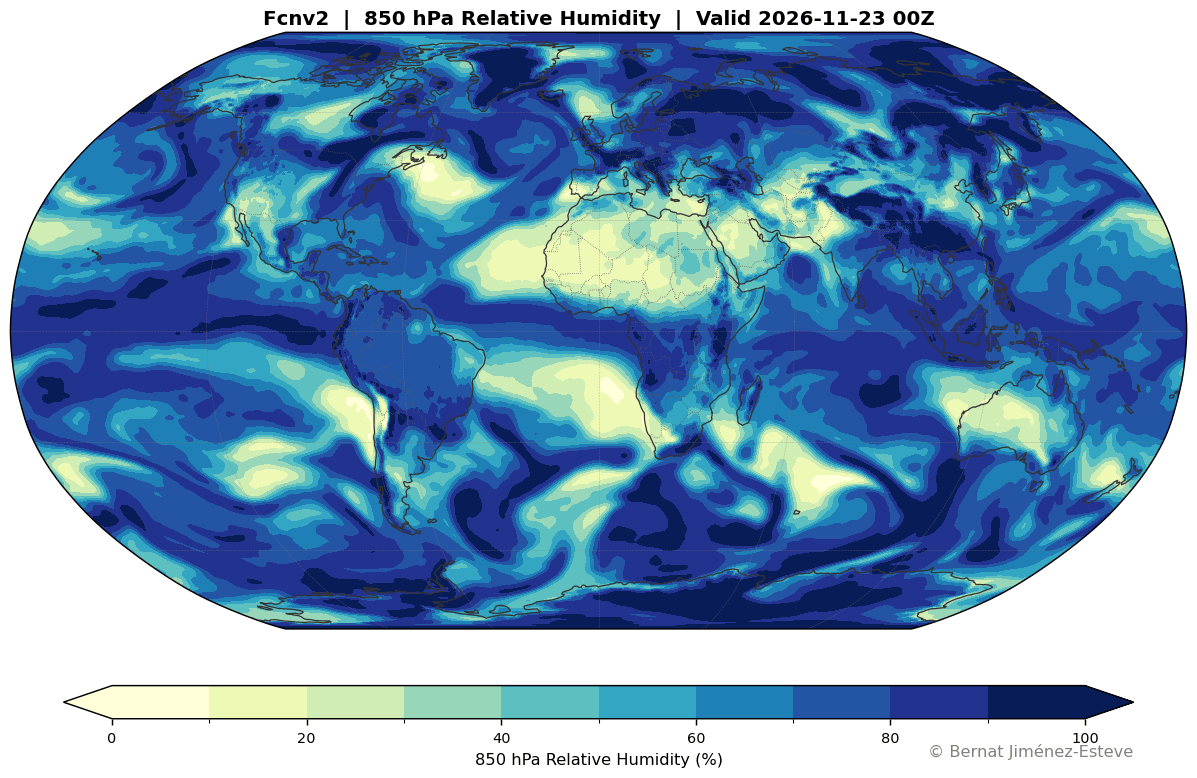 Fcnv2 | 850 hPa Relative Humidity | Valid 2026-11-23 00Z
0 20 40 60 80 100
850 hPa Relative Humidity (%)
© Bernat Jiménez-Esteve